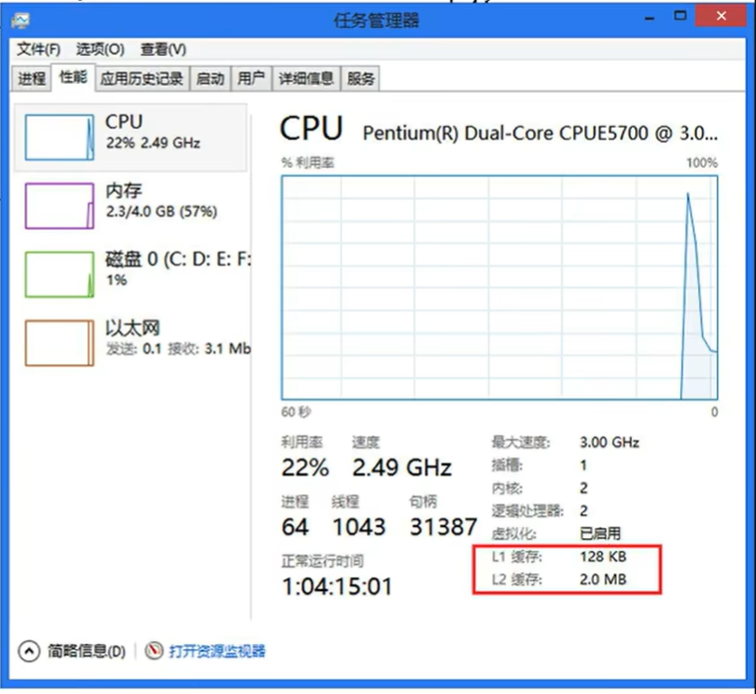 任务管理器
文件(F) 选项(O) 查看(V)
进程 性能 应用历史记录 启动 用户 详细信息 服务
CPU
22% 2.49 GHz
内存
2.3/4.0 GB (57%)
磁盘 0 (C: D: E: F:
1%
以太网
发送: 0.1 接收: 3.1 Mb
CPU Pentium(R) Dual-Core CPUE5700 @ 3.0...
% 利用率 100%
60 秒 0
利用率 速度
22% 2.49 GHz
进程 线程 句柄
64 1043 31387
正常运行时间
1:04:15:01
最大速度: 3.00 GHz
插槽: 1
内核: 2
逻辑处理器: 2
虚拟化: 已启用
L1 缓存: 128 KB
L2 缓存: 2.0 MB
简略信息(D) 打开资源监视器